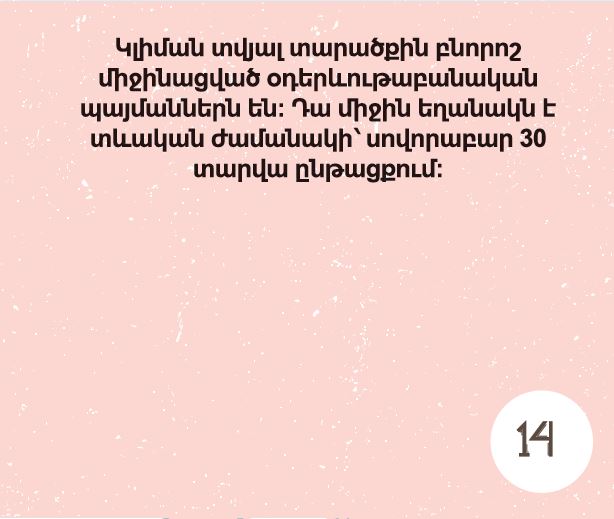 Կլիման տվյալ տարածքին բնորոշ
միջինացված օդերևութաբանական
պայմաններն են: Դա միջին եղանակն է
տևական ժամանակի՝ սովորաբար 30
տարվա ընթացքում:
14